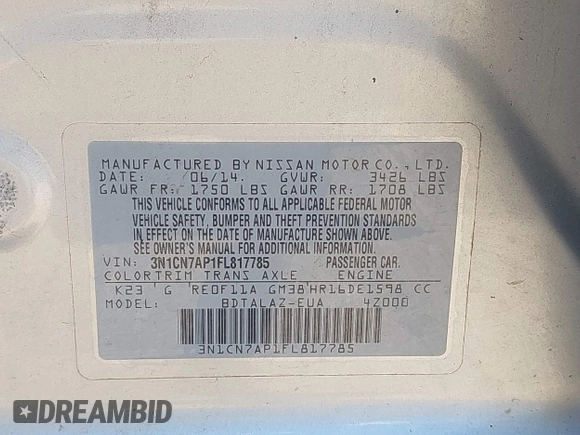 MANUFACTURED BY NISSAN MOTOR CO., LTD.
DATE: 06/14. GVWR: 3426 LBS
GAWR FR: 1750 LBS GAWR RR: 1708 LBS
THIS VEHICLE CONFORMS TO ALL APPLICABLE FEDERAL MOTOR
VEHICLE SAFETY, BUMPER AND THEFT PREVENTION STANDARDS
IN EFFECT ON THE DATE OF MANUFACTURE SHOWN ABOVE.
SEE OWNER'S MANUAL FOR ADDITIONAL INFORMATION.
VIN: 3N1CN7AP1FL817785 PASSENGER CAR.
COLOR TRIM TRANS AXLE ENGINE
K23 G RE0F11A GM38 HR16DE1598 CC
BDTALAZ-EUA 4Z000
3N1CN7AP1FL817785
DREAMBID